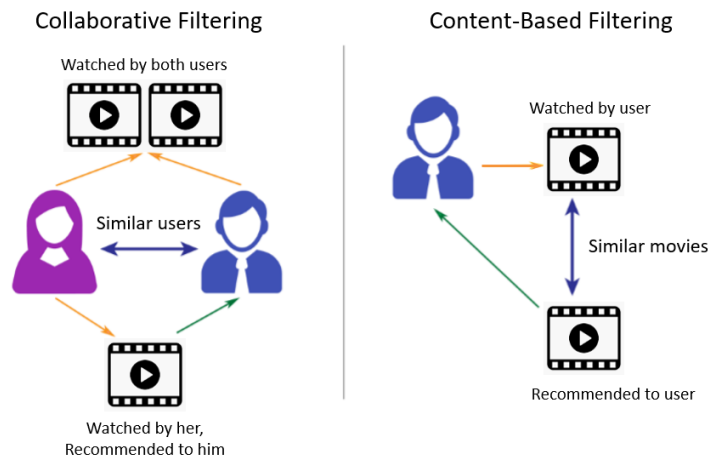 Collaborative Filtering
Watched by both users
Similar users
Watched by her,
Recommended to him
Content-Based Filtering
Watched by user
Similar movies
Recommended to user